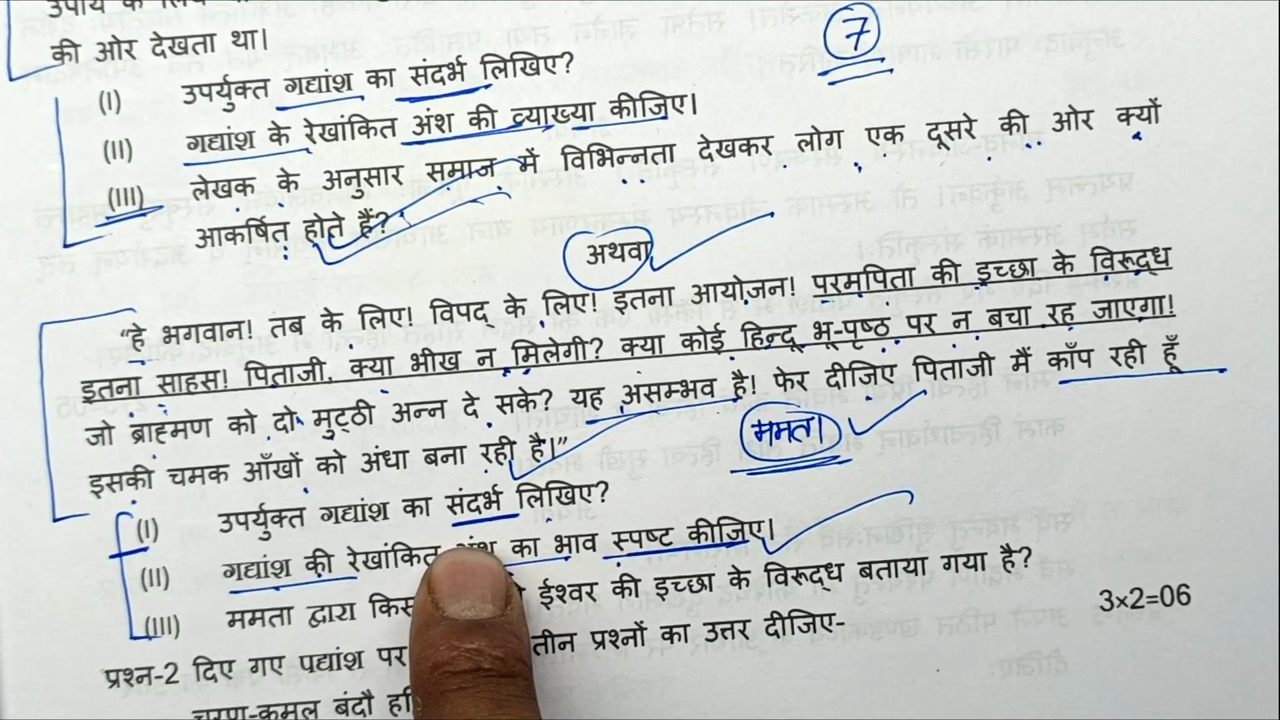 की ओर देखता था।
7
(I) उपर्युक्त गद्यांश का संदर्भ लिखिए?
(II) गद्यांश के रेखांकित अंश की व्याख्या कीजिए।
(III) लेखक के अनुसार समाज में विभिन्नता देखकर लोग एक दूसरे की ओर क्यों
आकर्षित होते हैं?
अथवा
“हे भगवान! तब के लिए! विपद के लिए! इतना आयोजन! परमपिता की इच्छा के विरूद्ध
इतना साहस! पिताजी, क्या भीख न मिलेगी? क्या कोई हिन्दू भू-पृष्ठ पर न बचा रह जाएगा!
जो ब्राह्मण को दो मुट्ठी अन्न दे सके? यह असम्भव है! फेर दीजिए पिताजी मैं काँप रही हूँ
इसकी चमक आँखों को अंधा बना रही है।”
ममता
(I) उपर्युक्त गद्यांश का संदर्भ लिखिए?
(II) गद्यांश की रेखांकित अंश का भाव स्पष्ट कीजिए।
(III) ममता द्वारा किस ईश्वर की इच्छा के विरूद्ध बताया गया है?
3×2=06
प्रश्न-2 दिए गए पद्यांश पर तीन प्रश्नों का उत्तर दीजिए-
चरण-कमल बंदौ